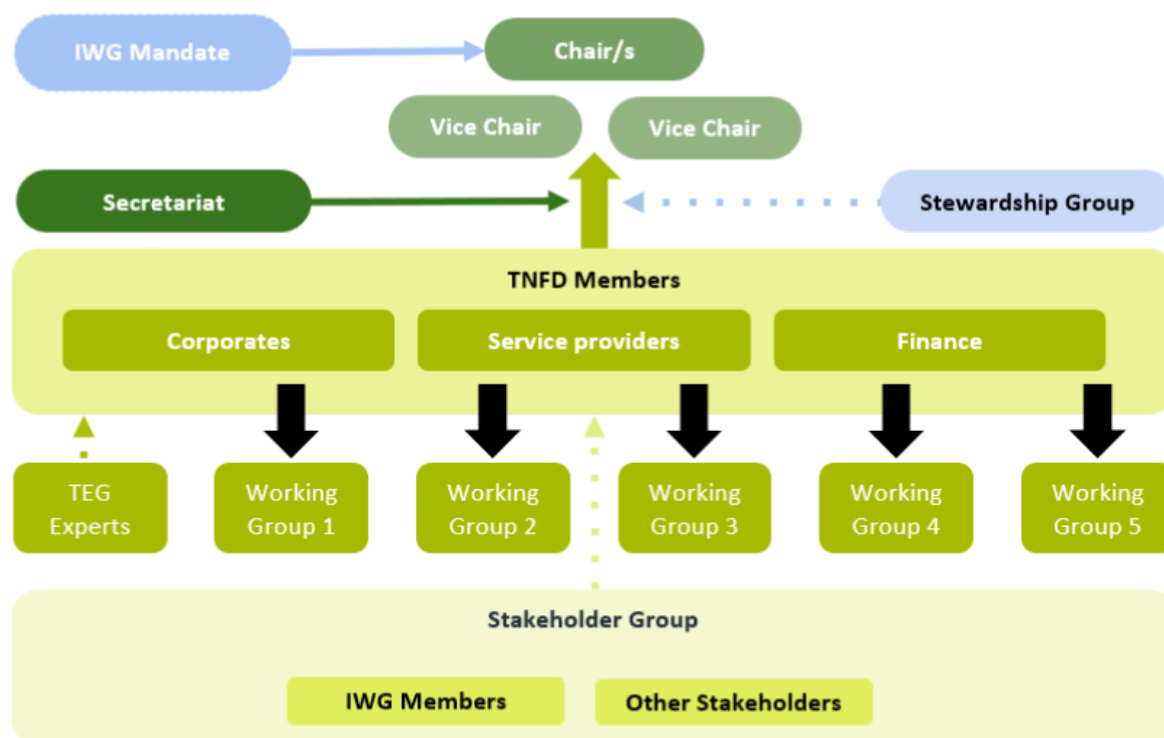 IWG Mandate
Chair/s
Vice Chair
Vice Chair
Secretariat
Stewardship Group
TNFD Members
Corporates
Service providers
Finance
TEG
Experts
Working
Group 1
Working
Group 2
Working
Group 3
Working
Group 4
Working
Group 5
Stakeholder Group
IWG Members
Other Stakeholders